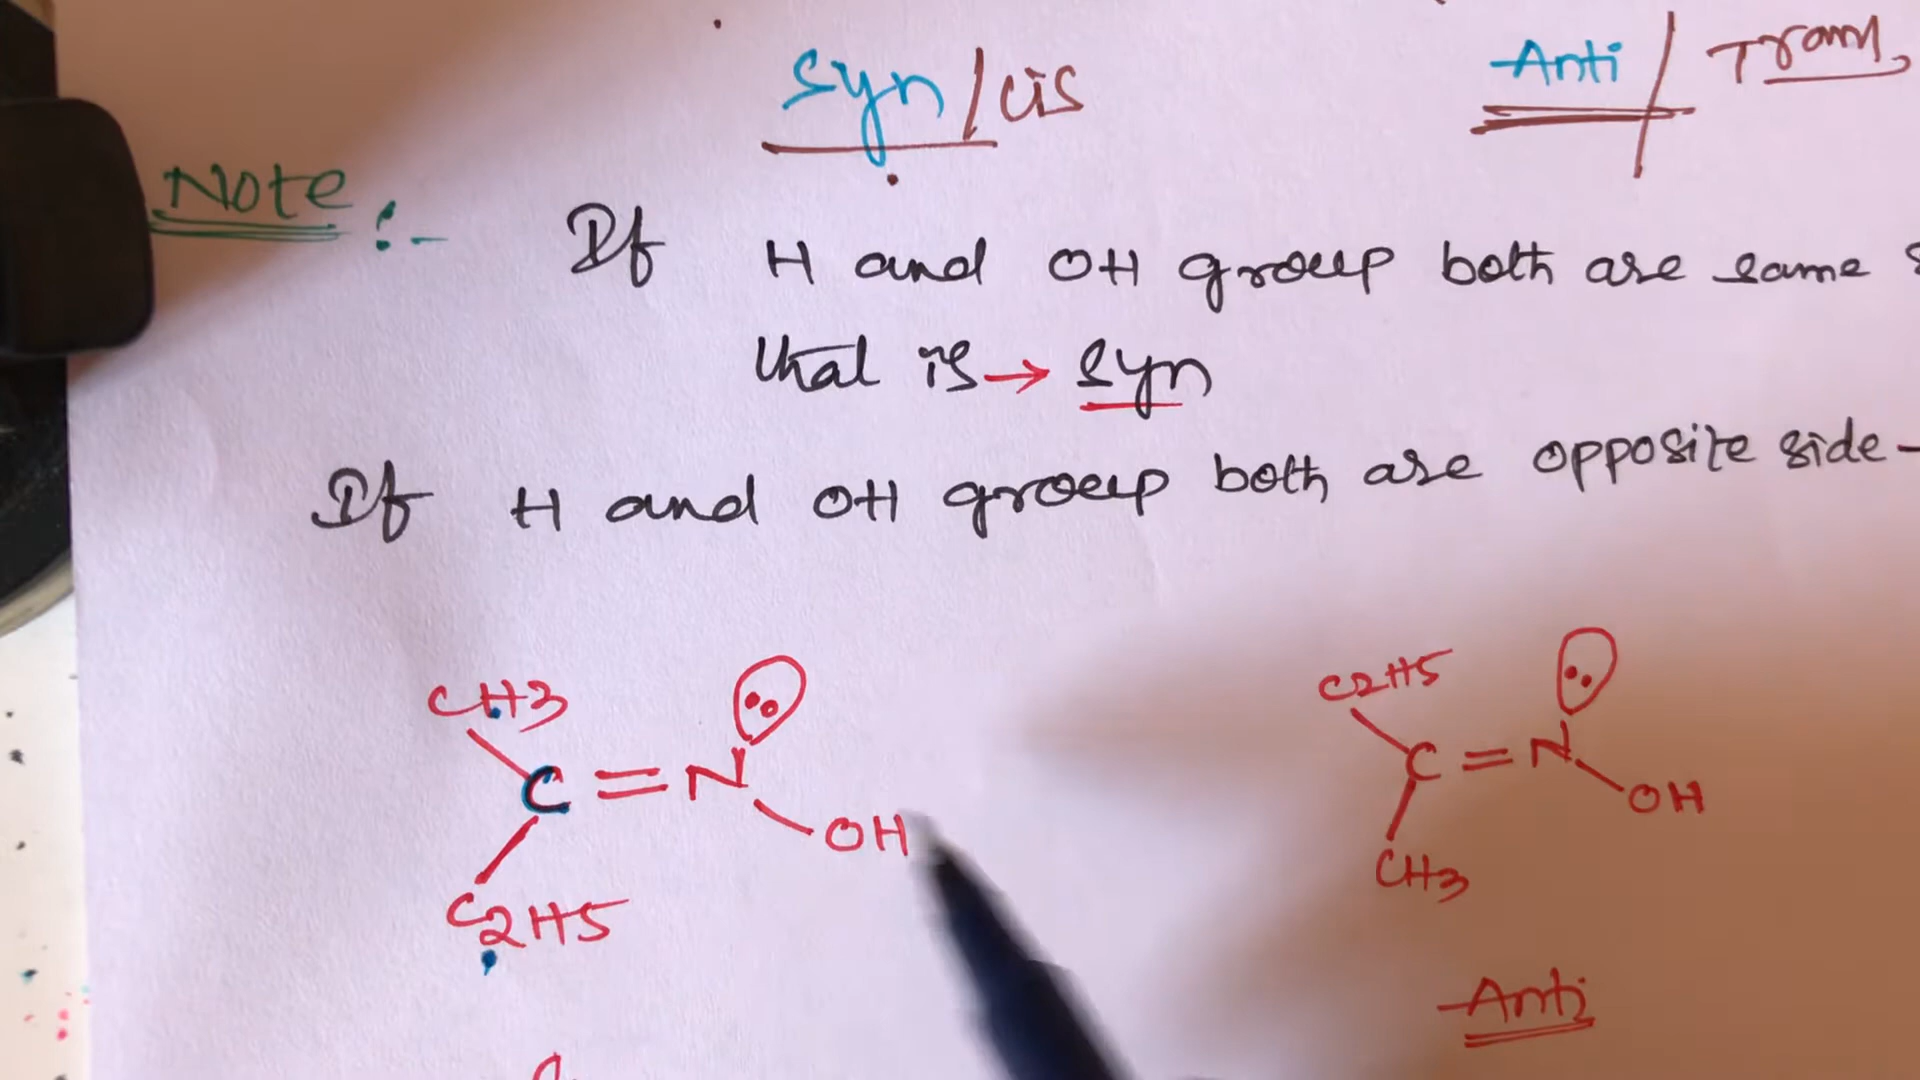 Syn/cis
Anti/Trans
Note:-
If H and OH group both are same
that is → syn
If H and OH group both are opposite side-
CH3
C=N
OH
C2H5
C2H5
C=N
OH
CH3
Anti